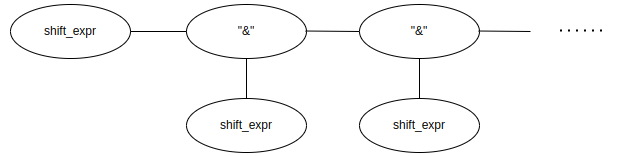 shift_expr "&" "&" ......
shift_expr shift_expr